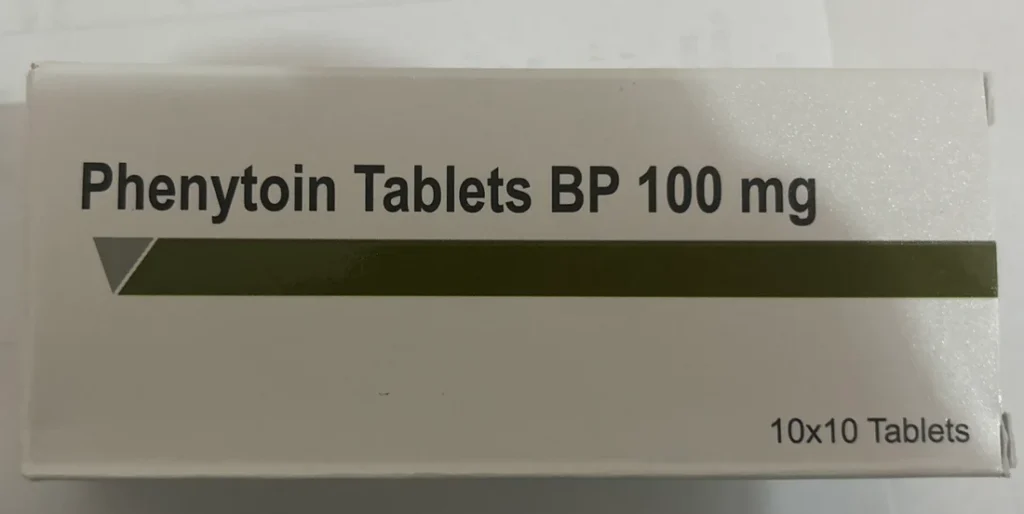 Phenytoin Tablets BP 100 mg
10x10 Tablets